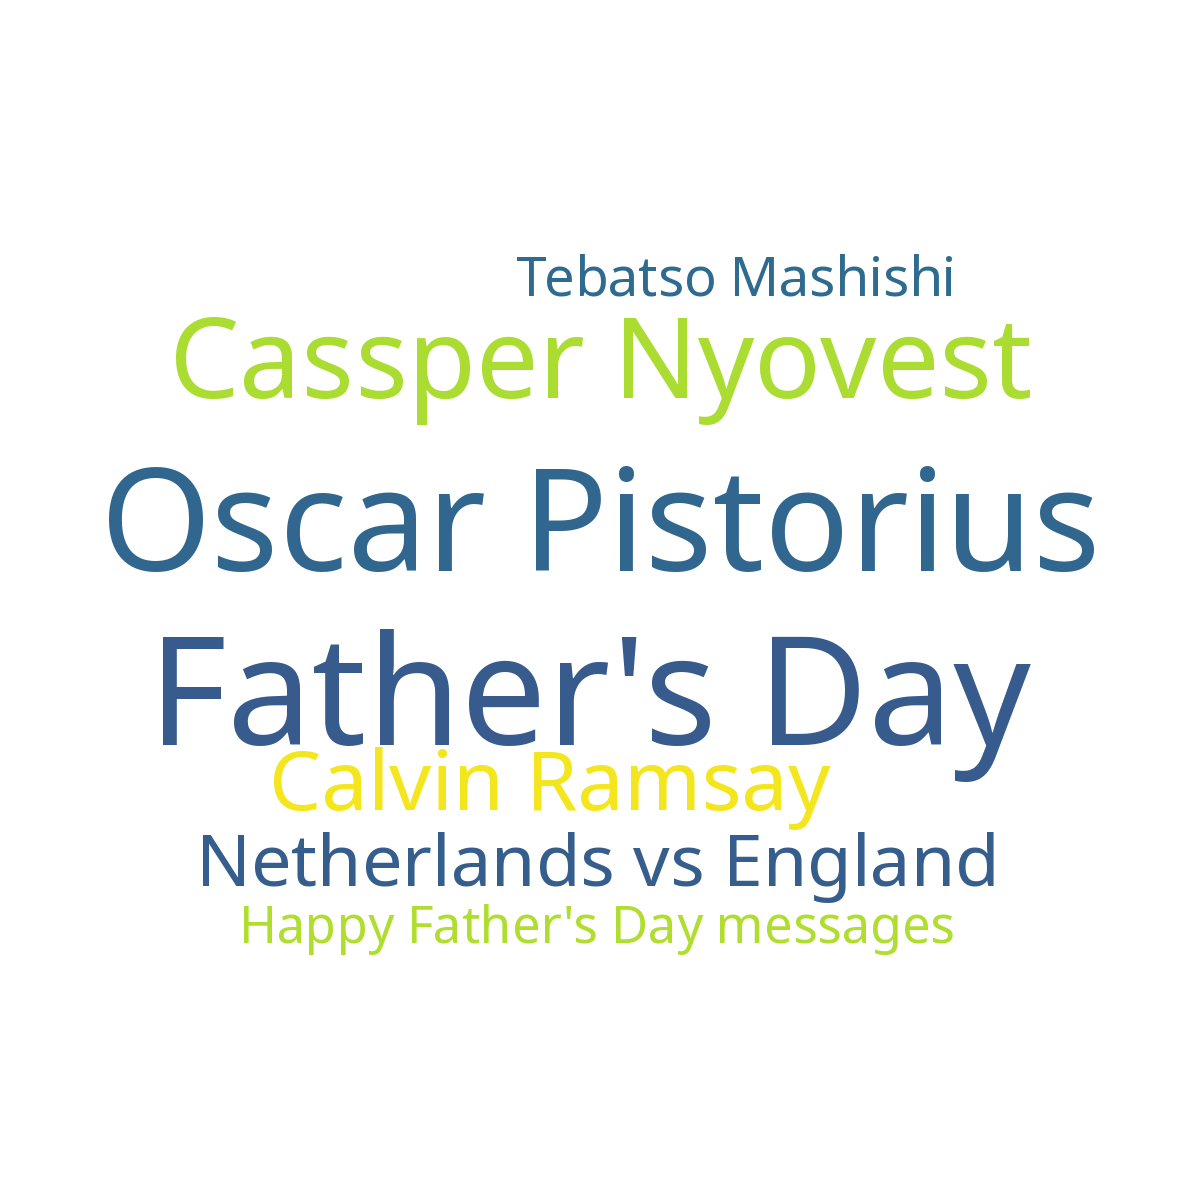 Tebatso Mashishi
Cassper Nyovest
Oscar Pistorius
Father's Day
Calvin Ramsay
Netherlands vs England
Happy Father's Day messages